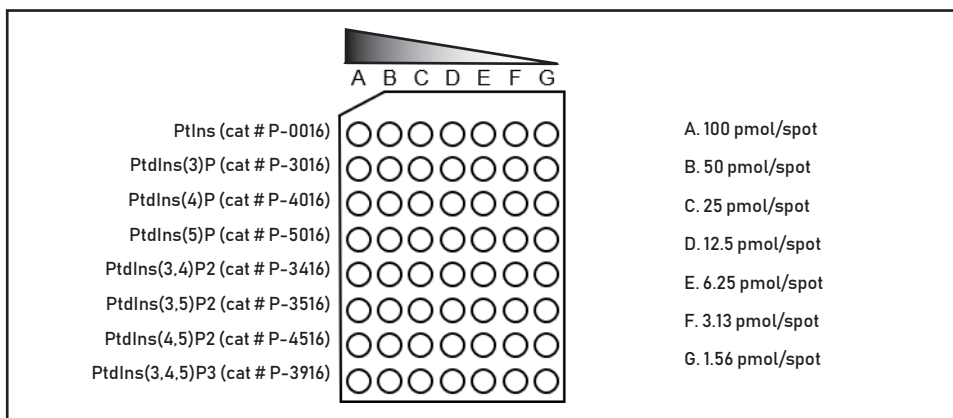 A B C D E F G
PtIns (cat # P-0016)
PtdIns(3)P (cat # P-3016)
PtdIns(4)P (cat # P-4016)
PtdIns(5)P (cat # P-5016)
PtdIns(3,4)P2 (cat # P-3416)
PtdIns(3,5)P2 (cat # P-3516)
PtdIns(4,5)P2 (cat # P-4516)
PtdIns(3,4,5)P3 (cat # P-3916)
A. 100 pmol/spot
B. 50 pmol/spot
C. 25 pmol/spot
D. 12.5 pmol/spot
E. 6.25 pmol/spot
F. 3.13 pmol/spot
G. 1.56 pmol/spot